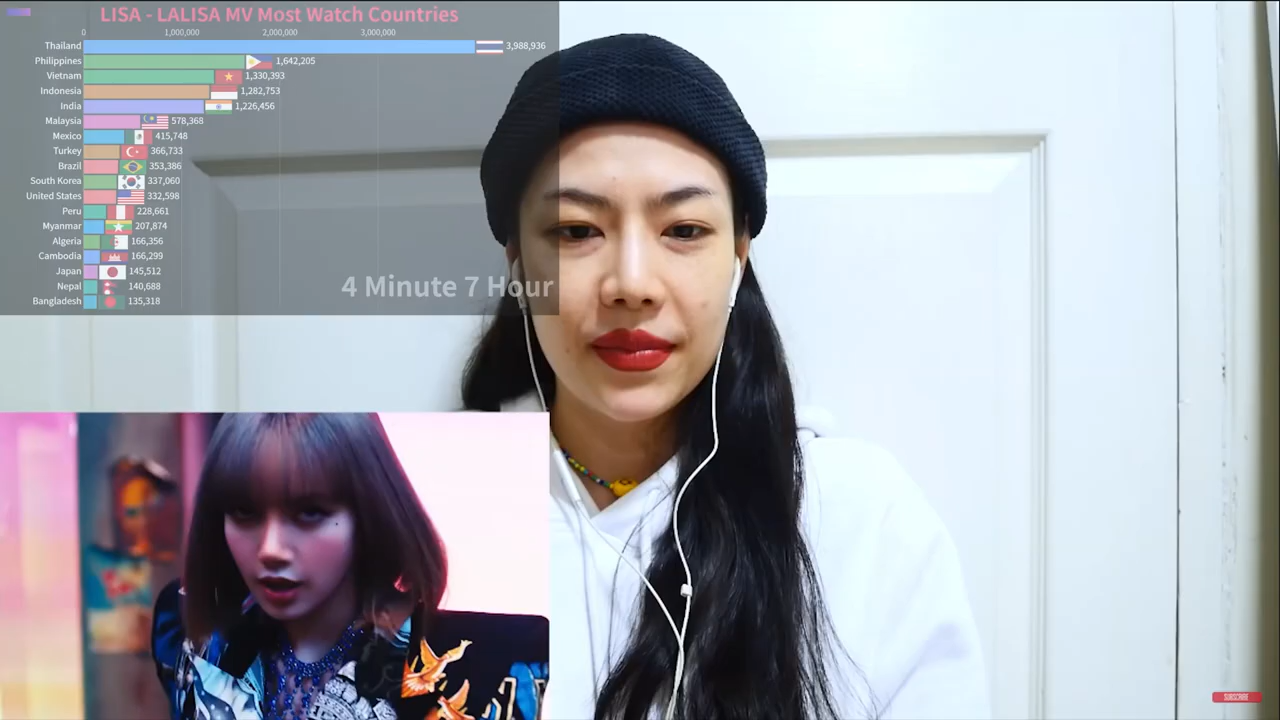 LISA - LALISA MV Most Watch Countries
0 1,000,000 2,000,000 3,000,000
Thailand 3,988,936
Philippines 1,642,205
Vietnam 1,330,393
Indonesia 1,282,753
India 1,226,456
Malaysia 578,368
Mexico 415,748
Turkey 366,733
Brazil 353,386
South Korea 337,060
United States 332,598
Peru 228,661
Myanmar 207,874
Algeria 166,356
Cambodia 166,299
Japan 145,512
Nepal 140,688
Bangladesh 135,318
4 Minute 7 Hour
SUBSCRIBE